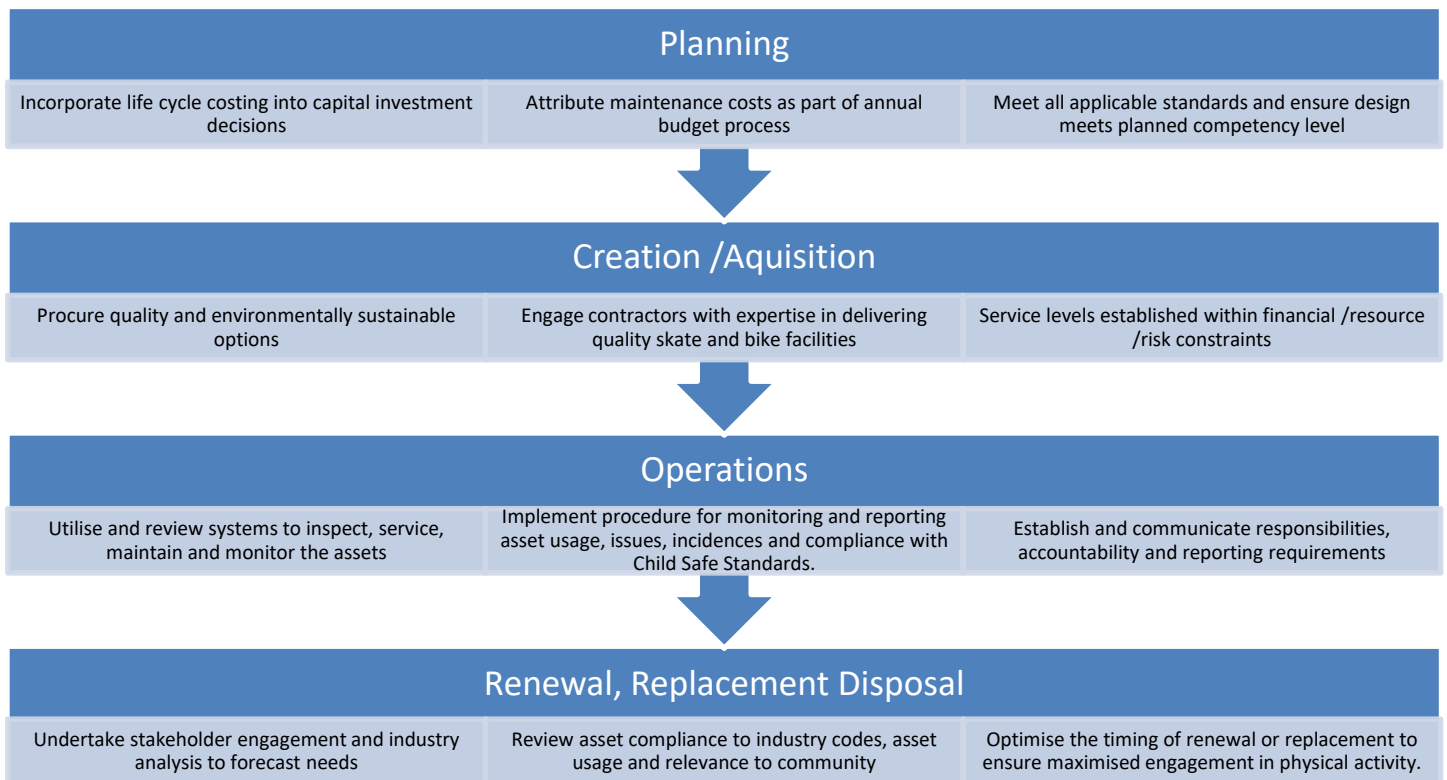 Planning
Incorporate life cycle costing into capital investment
decisions
Attribute maintenance costs as part of annual
budget process
Meet all applicable standards and ensure design
meets planned competency level
Creation /Aquisition
Procure quality and environmentally sustainable
options
Engage contractors with expertise in delivering
quality skate and bike facilities
Service levels established within financial /resource
/risk constraints
Operations
Utilise and review systems to inspect, service,
maintain and monitor the assets
Implement procedure for monitoring and reporting
asset usage, issues, incidences and compliance with
Child Safe Standards.
Establish and communicate responsibilities,
accountability and reporting requirements
Renewal, Replacement Disposal
Undertake stakeholder engagement and industry
analysis to forecast needs
Review asset compliance to industry codes, asset
usage and relevance to community
Optimise the timing of renewal or replacement to
ensure maximised engagement in physical activity.